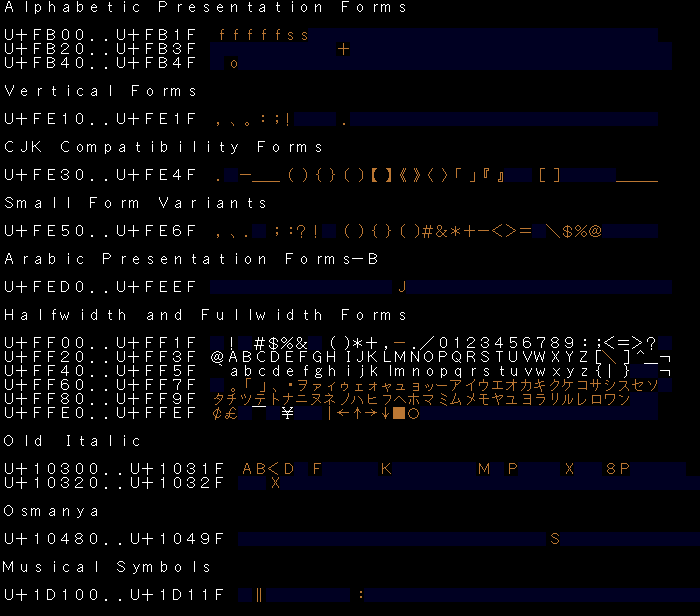 Alphabetic Presentation Forms
U+FB00..U+FB1F fffffss
U+FB20..U+FB3F +
U+FB40..U+FB4F o
Vertical Forms
U+FE10..U+FE1F ,、。:;! .
CJK Compatibility Forms
U+FE30..U+FE4F . —__(){}()【】《》〈〉「」『』 [] ___
Small Form Variants
U+FE50..U+FE6F ,、. ;:?! (){}()#&*+-<>= \$%@
Arabic Presentation Forms-B
U+FED0..U+FEEF J
Halfwidth and Fullwidth Forms
U+FF00..U+FF1F ! #$%& ()*+,-./0123456789:;<=>?
U+FF20..U+FF3F @ABCDEFGHIJKLMNOPQRSTUVWXYZ[\]^_¬
U+FF40..U+FF5F `abcdefghijklmnopqrstuvwxyz{|}¬
U+FF60..U+FF7F 。「」、・ヲァィゥェォャュョッーアイウエオカキクケコサシスセソ
U+FF80..U+FF9F タチツテトナニヌネノハヒフヘホマミムメモヤユヨラリルレロワン
U+FFE0..U+FFEF ¢£ ¯ ¥ |←↑→↓■○
Old Italic
U+10300..U+1031F AB<D F K M P X 8P
U+10320..U+1032F X
Osmanya
U+10480..U+1049F S
Musical Symbols
U+1D100..U+1D11F ‖ :